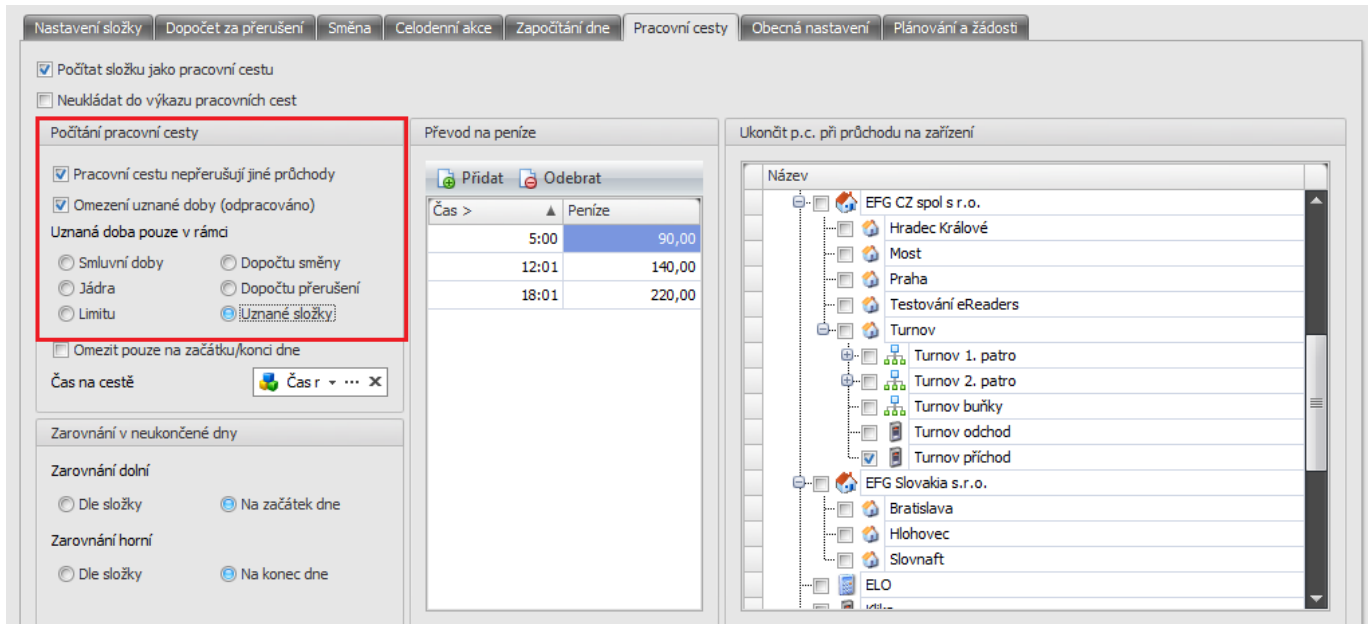 Nastavení složky Dopočet za přerušení Směna Celodenní akce Započítání dne Pracovní cesty Obecná nastavení Plánování a žádosti
Počítat složku jako pracovní cestu
Neukládat do výkazu pracovních cest
Počítání pracovní cesty
Pracovní cestu nepřerušují jiné průchody
Omezení uznané doby (odpracováno)
Uznaná doba pouze v rámci
Smluvní doby Dopočtu směny
Jádra Dopočtu přerušení
Limitu Uznané složky
Omezit pouze na začátku/konci dne
Čas na cestě Čas r
Zarovnání v neukončené dny
Zarovnání dolní
Dle složky Na začátek dne
Zarovnání horní
Dle složky Na konec dne
Převod na peníze
Přidat Odebrat
Čas > Peníze
5:00 90,00
12:01 140,00
18:01 220,00
Ukončit p.c. při průchodu na zařízení
Název
EFG CZ spol s r.o.
Hradec Králové
Most
Praha
Testování eReaders
Turnov
Turnov 1. patro
Turnov 2. patro
Turnov buňky
Turnov odchod
Turnov příchod
EFG Slovakia s.r.o.
Bratislava
Hlohovec
Slovnaft
ELO